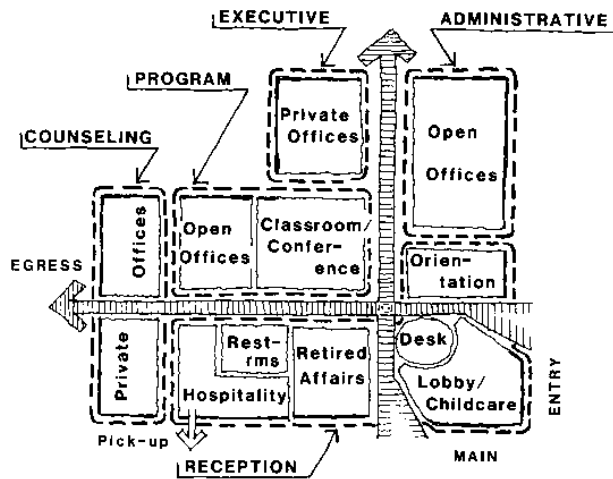 EXECUTIVE
ADMINISTRATIVE
PROGRAM
COUNSELING
Private
Offices
Open
Offices
Offices
Open
Offices
Classroom/
Confer-
ence
Orien-
tation
EGRESS
Private
Rest-
rms
Hospitality
Retired
Affairs
Desk
Lobby/
Childcare
ENTRY
Pick-up
RECEPTION
MAIN